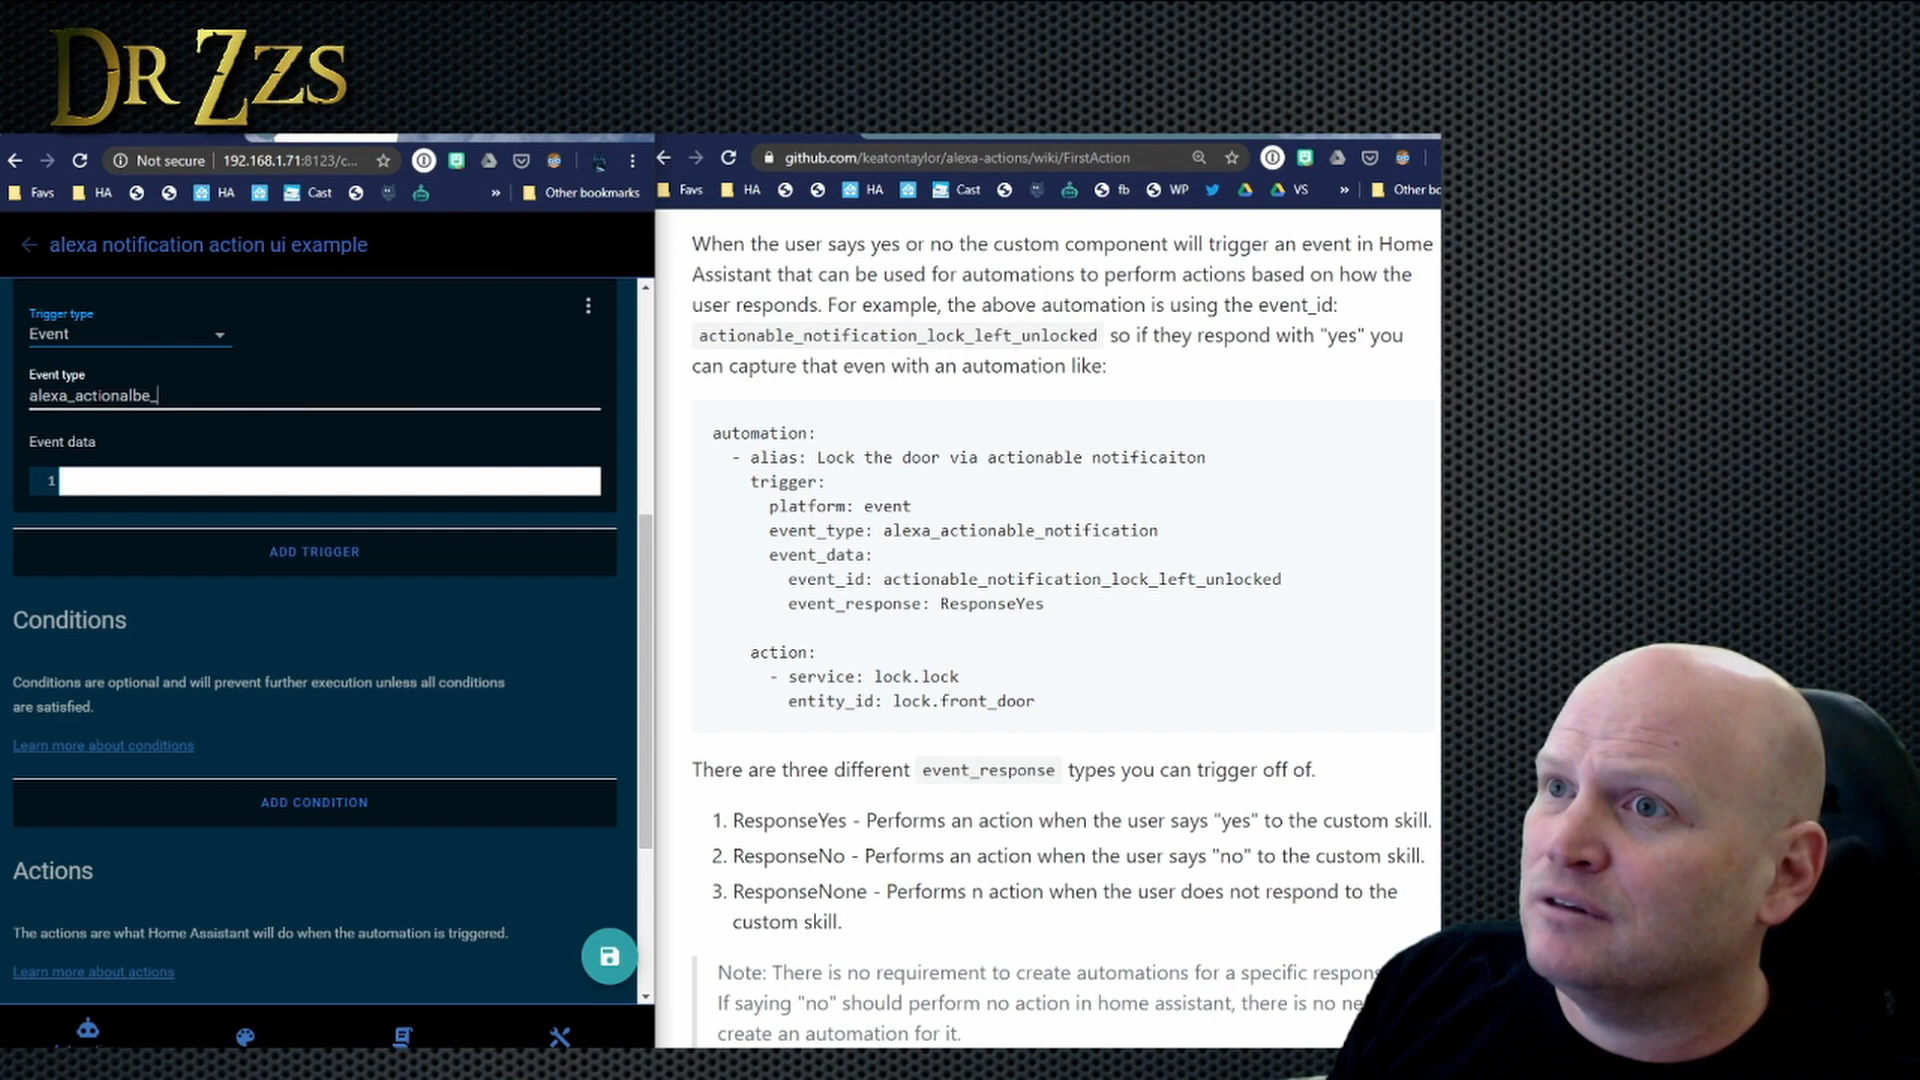 DR ZZS
Not secure 192.168.1.71:8123/c...
Favs HA HA Cast » Other bookmarks
alexa notification action ui example
Trigger type
Event
Event type
alexa_actionalbe_
Event data
1
ADD TRIGGER
Conditions
Conditions are optional and will prevent further execution unless all conditions
are satisfied.
Learn more about conditions
ADD CONDITION
Actions
The actions are what Home Assistant will do when the automation is triggered.
Learn more about actions
github.com/keatontaylor/alexa-actions/wiki/FirstAction
Favs HA HA Cast fb WP VS » Other bo
When the user says yes or no the custom component will trigger an event in Home
Assistant that can be used for automations to perform actions based on how the
user responds. For example, the above automation is using the event_id:
actionable_notification_lock_left_unlocked so if they respond with "yes" you
can capture that even with an automation like:
automation:
- alias: Lock the door via actionable notificaiton
trigger:
platform: event
event_type: alexa_actionable_notification
event_data:
event_id: actionable_notification_lock_left_unlocked
event_response: ResponseYes
action:
- service: lock.lock
entity_id: lock.front_door
There are three different event_response types you can trigger off of.
1. ResponseYes - Performs an action when the user says "yes" to the custom skill.
2. ResponseNo - Performs an action when the user says "no" to the custom skill.
3. ResponseNone - Performs n action when the user does not respond to the
custom skill.
Note: There is no requirement to create automations for a specific respons
If saying "no" should perform no action in home assistant, there is no ne
create an automation for it.